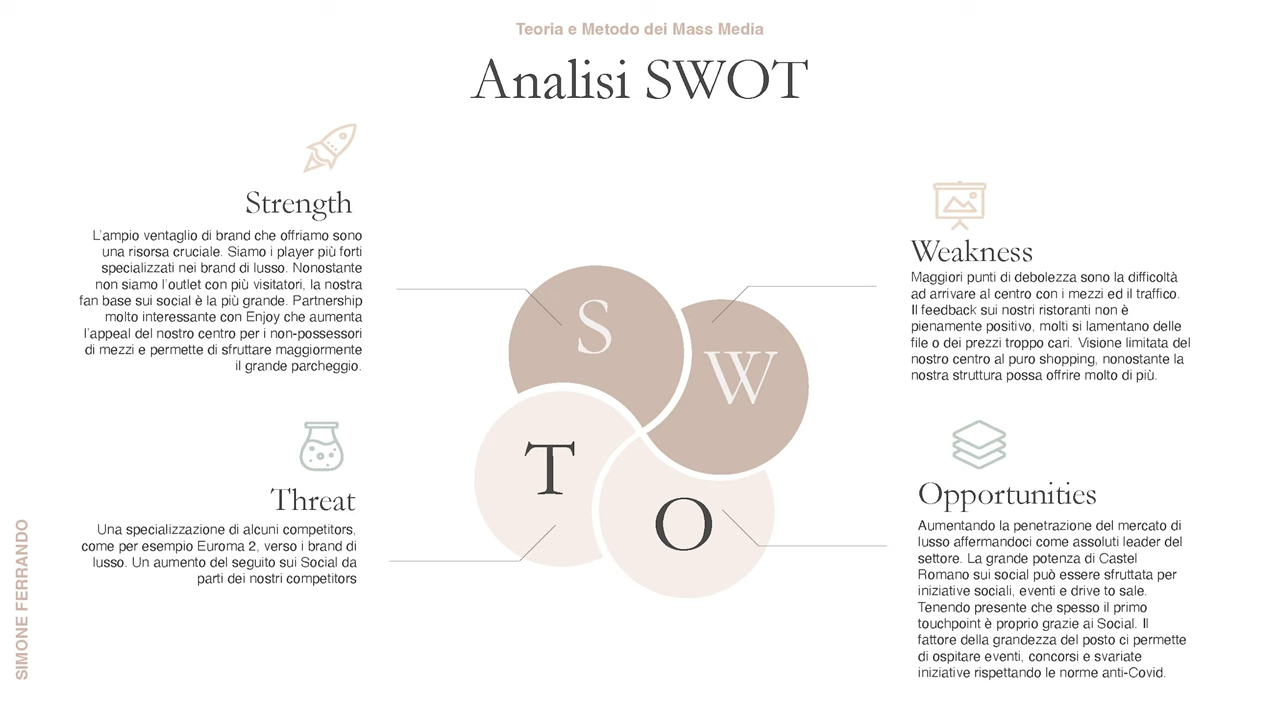 Teoria e Metodo dei Mass Media
Analisi SWOT
Strength
L'ampio ventaglio di brand che offriamo sono
una risorsa cruciale. Siamo i player più forti
specializzati nei brand di lusso. Nonostante
non siamo l'outlet con più visitatori, la nostra
fan base sui social è la più grande. Partnership
molto interessante con Enjoy che aumenta
l'appeal del nostro centro per i non-possessori
di mezzi e permette di sfruttare maggiormente
il grande parcheggio.
Weakness
Maggiori punti di debolezza sono la difficoltà
ad arrivare al centro con i mezzi ed il traffico.
Il feedback sui nostri ristoranti non è
pienamente positivo, molti si lamentano delle
file o dei prezzi troppo cari. Visione limitata del
nostro centro al puro shopping, nonostante la
nostra struttura possa offrire molto di più.
S
W
T
O
Threat
Una specializzazione di alcuni competitors,
come per esempio Euroma 2, verso i brand di
lusso. Un aumento del seguito sui Social da
parti dei nostri competitors
Opportunities
Aumentando la penetrazione del mercato di
lusso affermandoci come assoluti leader del
settore. La grande potenza di Castel
Romano sui social può essere sfruttata per
iniziative sociali, eventi e drive to sale.
Tenendo presente che spesso il primo
touchpoint è proprio grazie ai Social. Il
fattore della grandezza del posto ci permette
di ospitare eventi, concorsi e svariate
iniziative rispettando le norme anti-Covid.
SIMONE FERRANDO